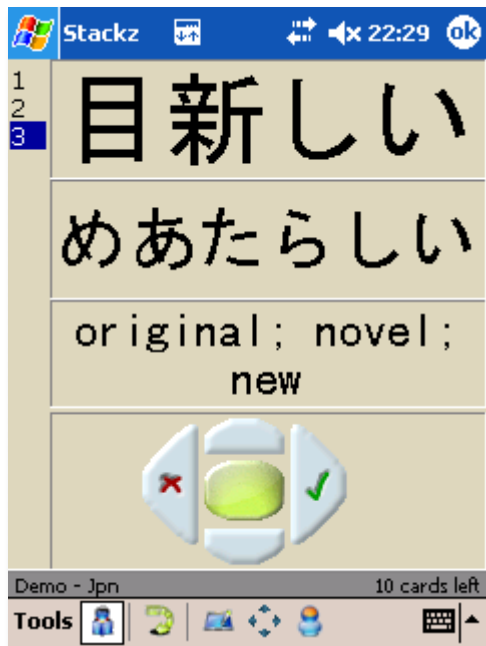 Stackz 22:29 ok
1
2
3
目新しい
めあたらしい
original; novel;
new
Demo - Jpn 10 cards left
Tools